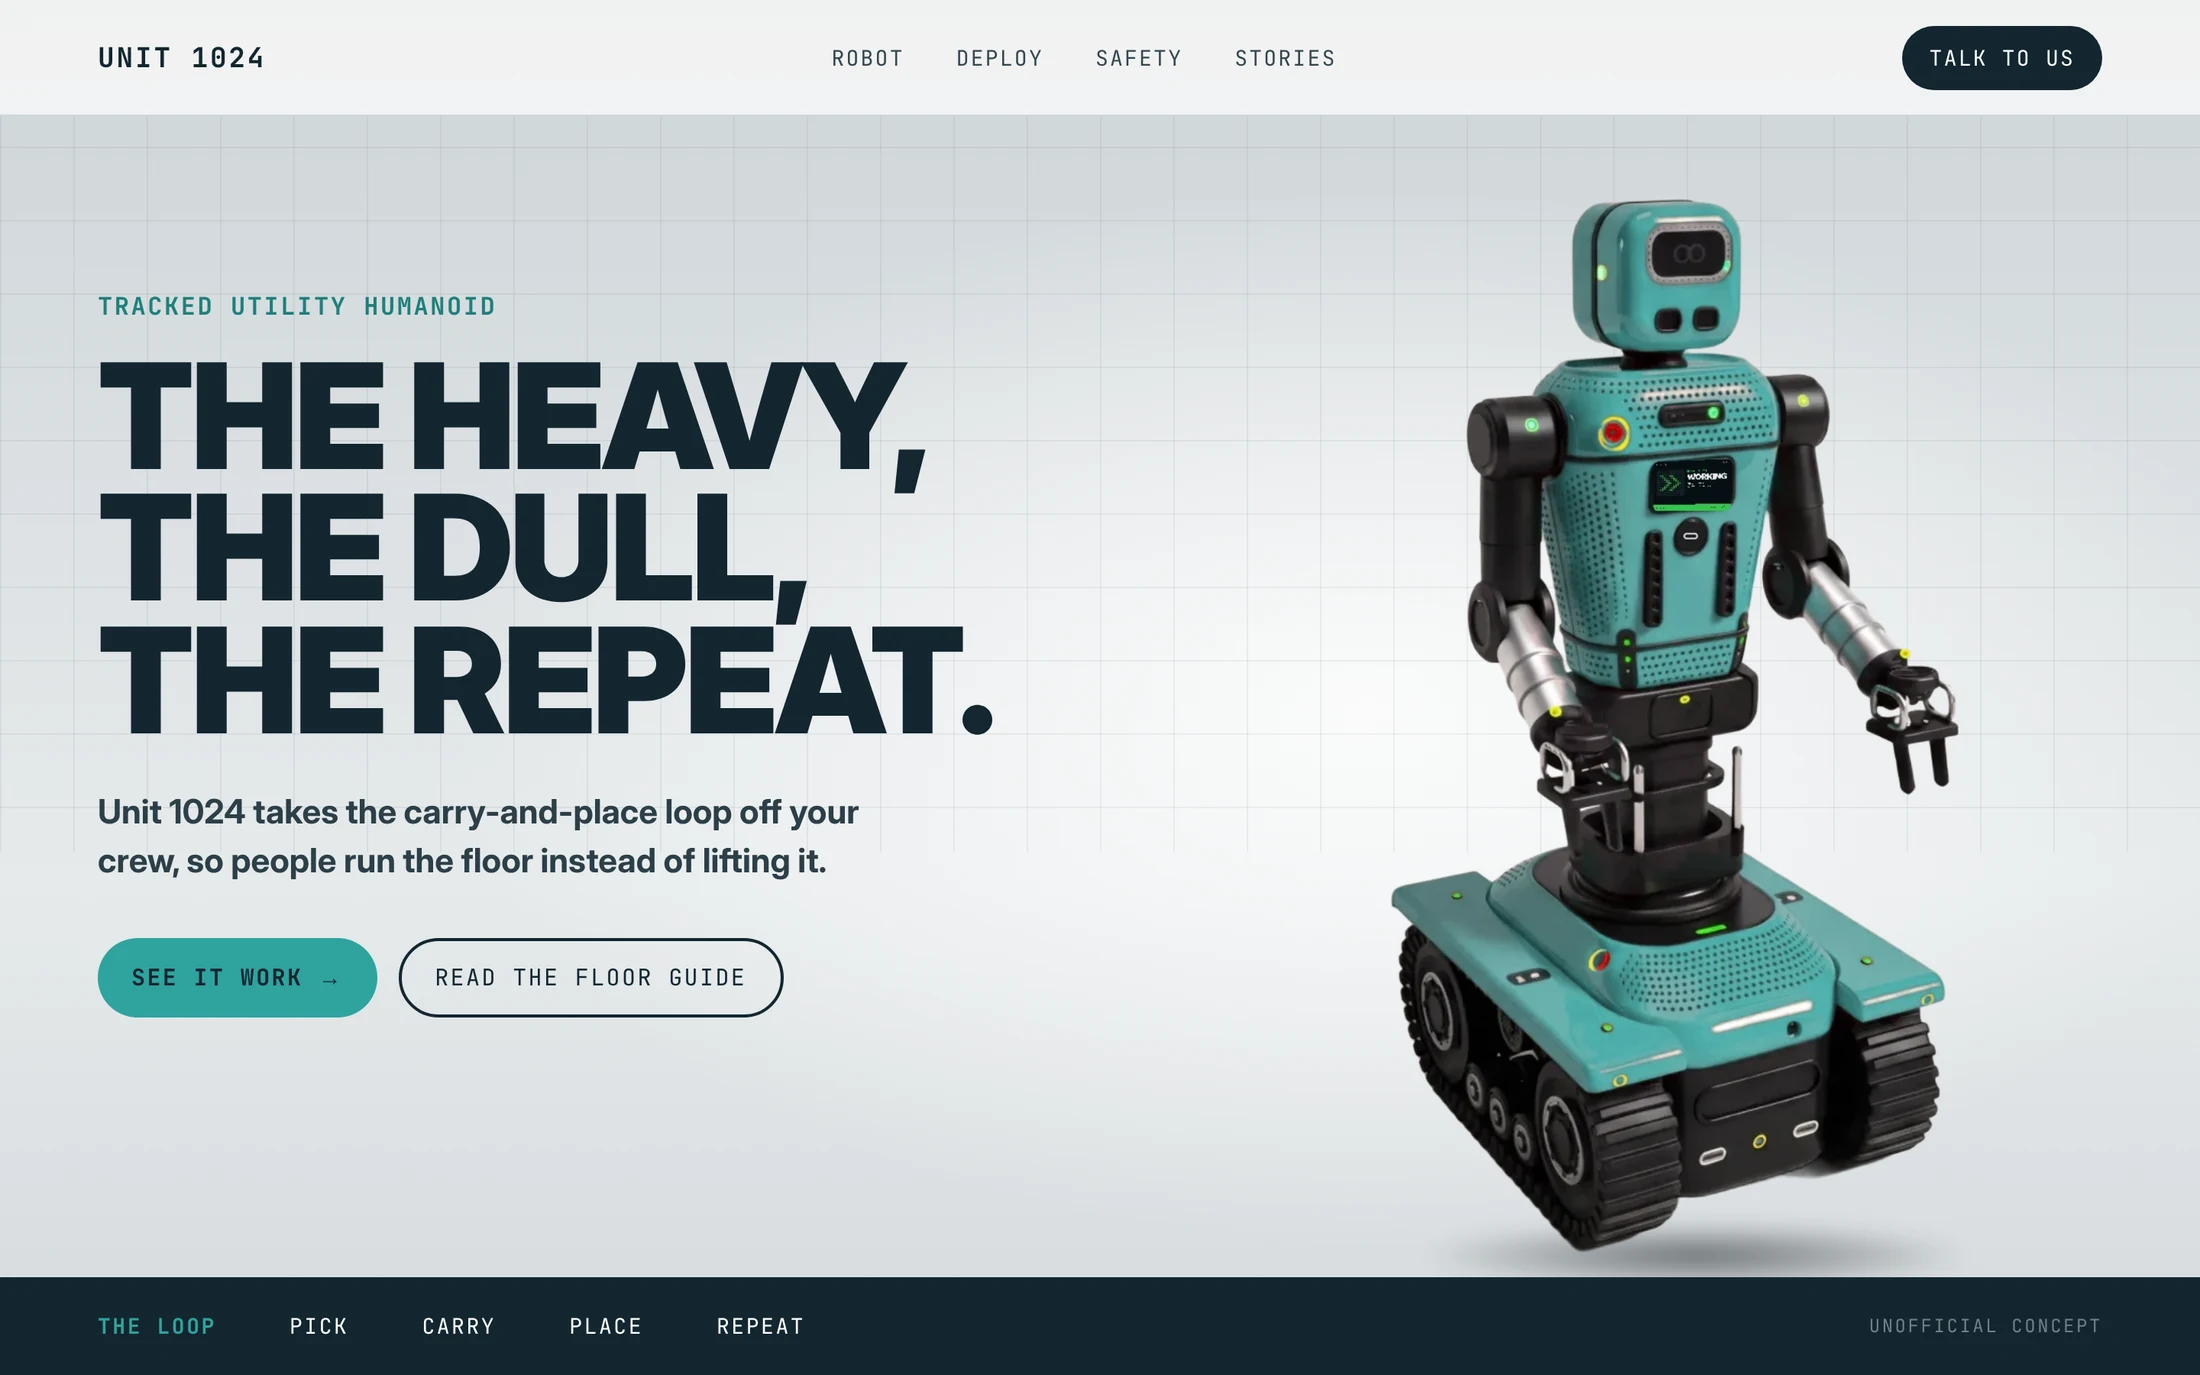 UNIT 1024
ROBOT
DEPLOY
SAFETY
STORIES
TALK TO US
TRACKED UTILITY HUMANOID
THE HEAVY,
THE DULL,
THE REPEAT.
WORKING
Unit 1024 takes the carry-and-place loop off your
crew, so people run the floor instead of lifting it.
SEE IT WORK →
READ THE FLOOR GUIDE
THE LOOP
PICK
CARRY
PLACE
REPEAT
UNOFFICIAL CONCEPT